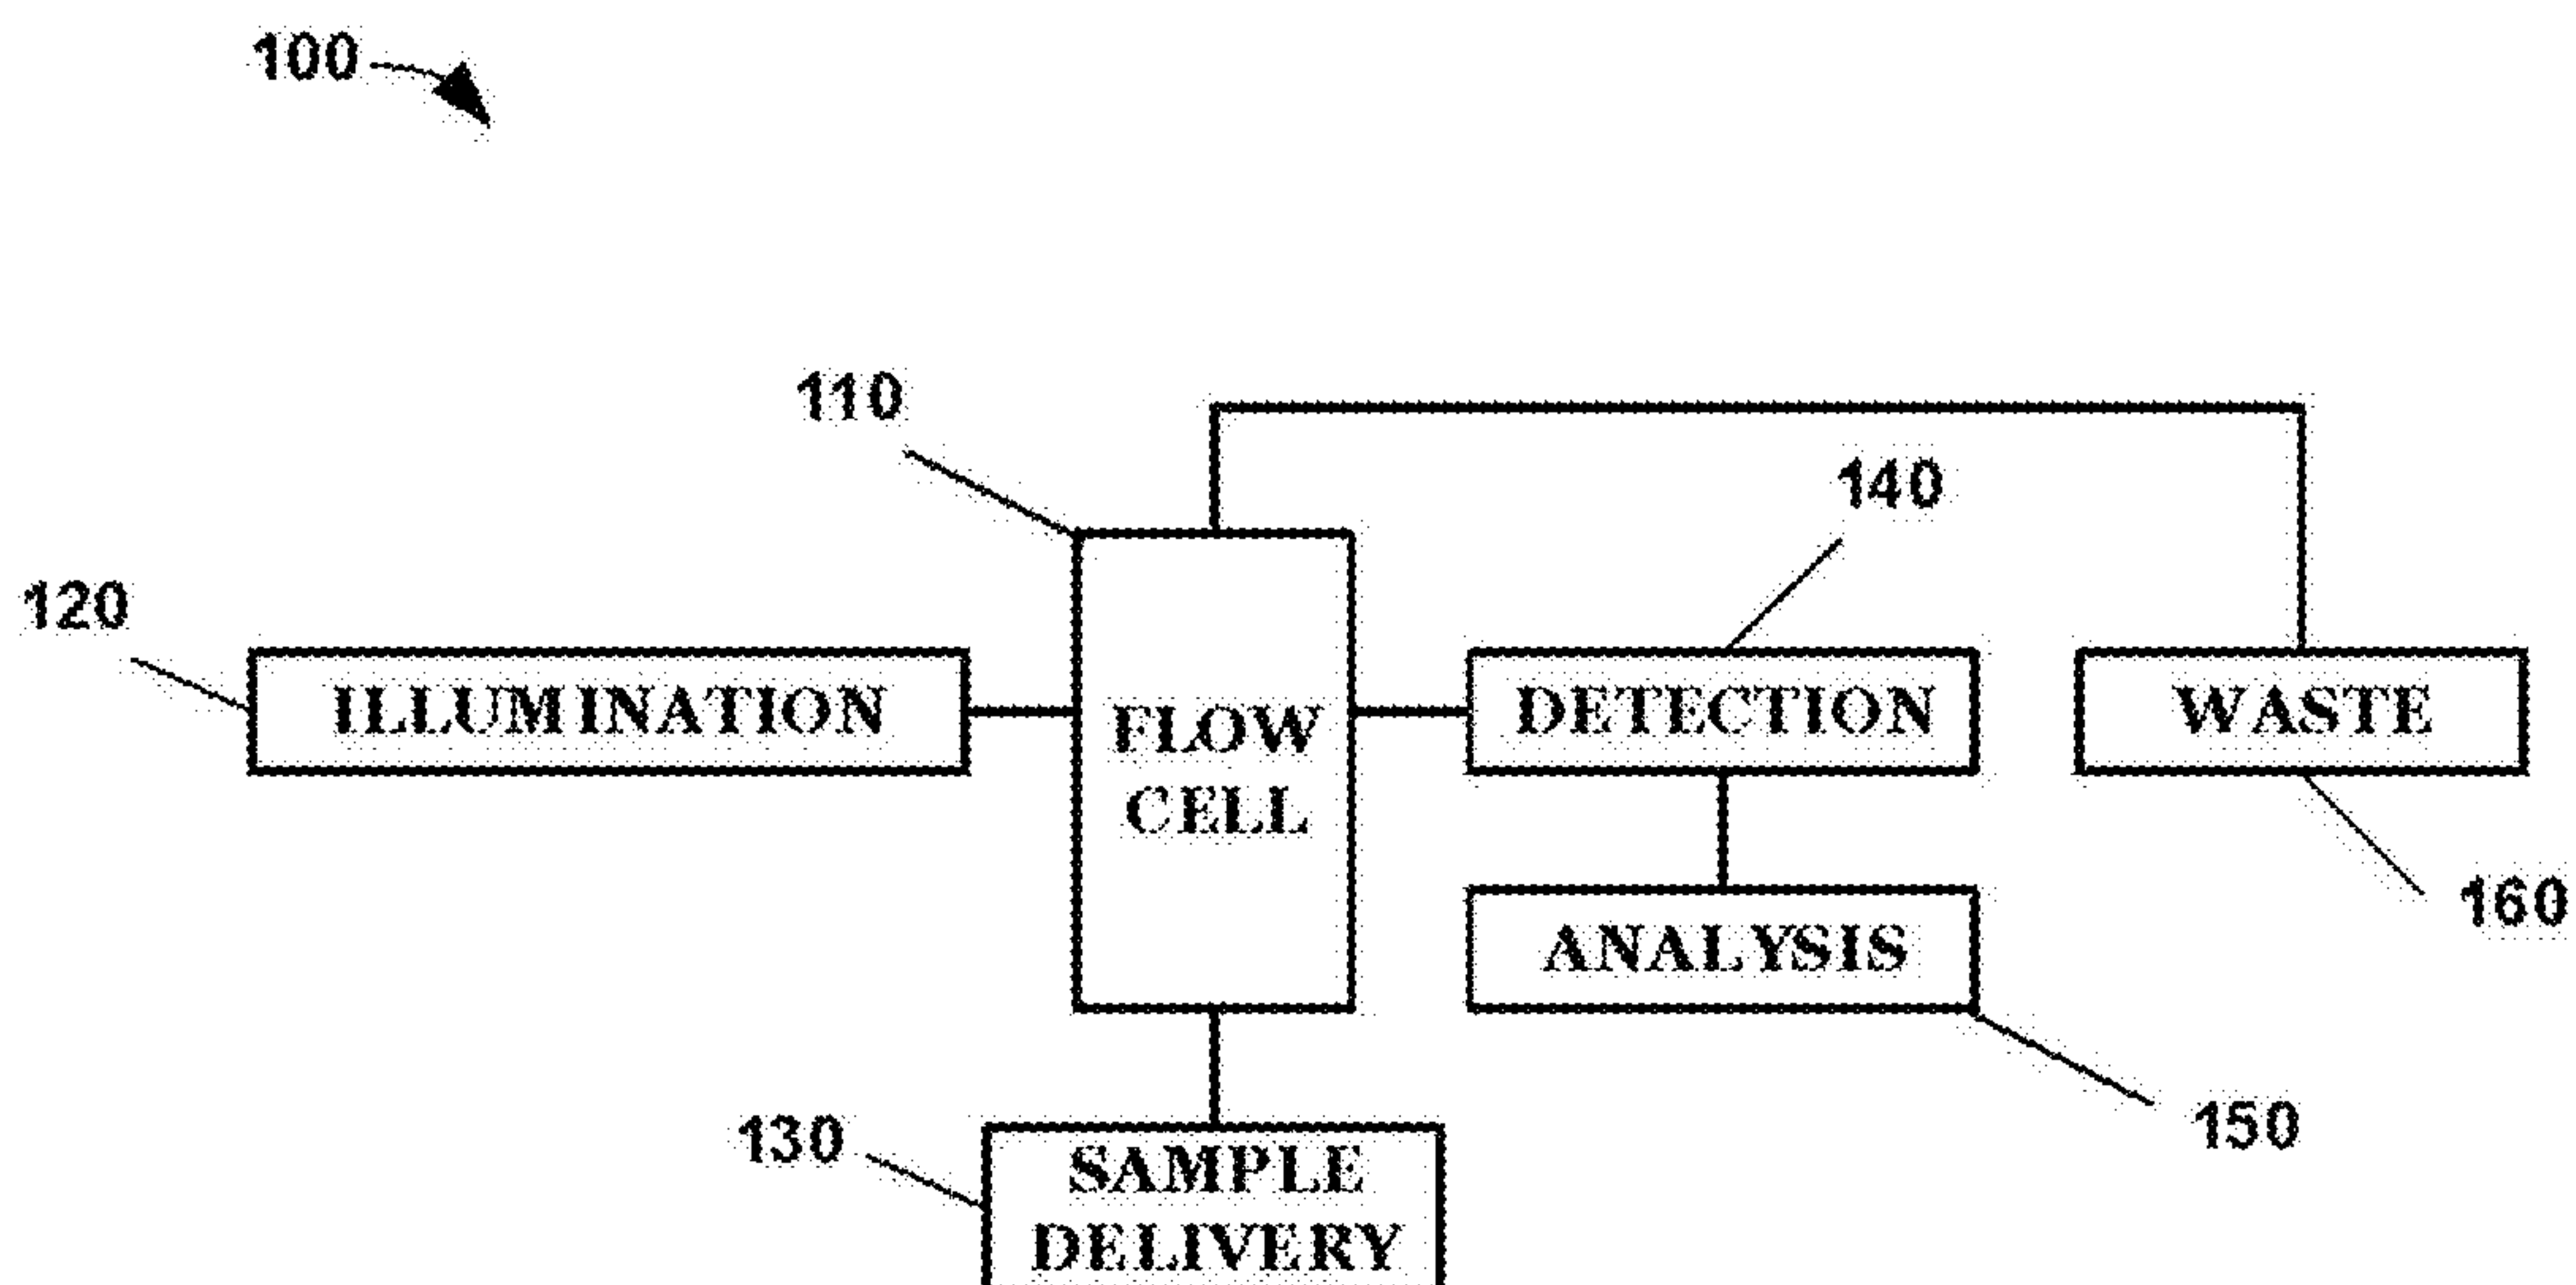 100
110
140
120
ILLUMINATION
FLOW
CELL
DETECTION
WASTE
ANALYSIS
160
130
SAMPLE
DELIVERY
150